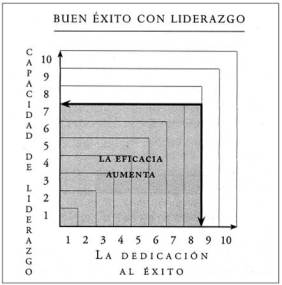 BUEN ÉXITO CON LIDERAZGO
CAPACIDAD DE LIDERAZGO
10
9
8
7
6
5
4
3
2
1
LA EFICACIA
AUMENTA
1 2 3 4 5 6 7 8 9 10
LA DEDICACIÓN
AL ÉXITO